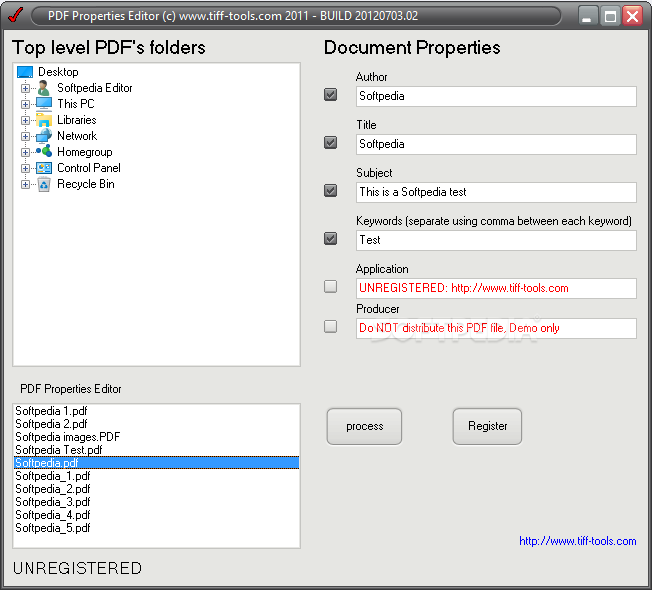 PDF Properties Editor (c) www.tiff-tools.com 2011 - BUILD 20120703.02
Top level PDF's folders
Desktop
Softpedia Editor
This PC
Libraries
Network
Homegroup
Control Panel
Recycle Bin
PDF Properties Editor
Softpedia 1.pdf
Softpedia 2.pdf
Softpedia images.PDF
Softpedia Test.pdf
Softpedia.pdf
Softpedia_1.pdf
Softpedia_2.pdf
Softpedia_3.pdf
Softpedia_4.pdf
Softpedia_5.pdf
UNREGISTERED
Document Properties
Author
Softpedia
Title
Softpedia
Subject
This is a Softpedia test
Keywords (separate using comma between each keyword)
Test
Application
UNREGISTERED: http://www.tiff-tools.com
Producer
Do NOT distribute this PDF file, Demo only
SOFTPEDIA
process
Register
http://www.tiff-tools.com